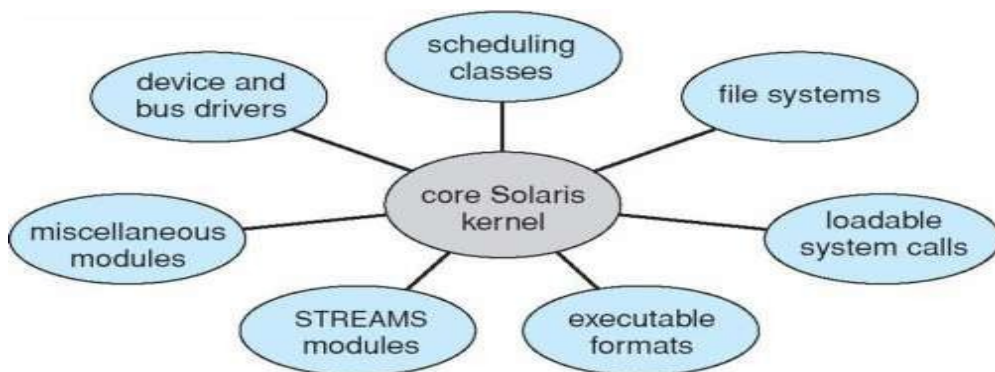 scheduling
classes
device and
bus drivers
file systems
core Solaris
kernel
miscellaneous
modules
loadable
system calls
STREAMS
modules
executable
formats